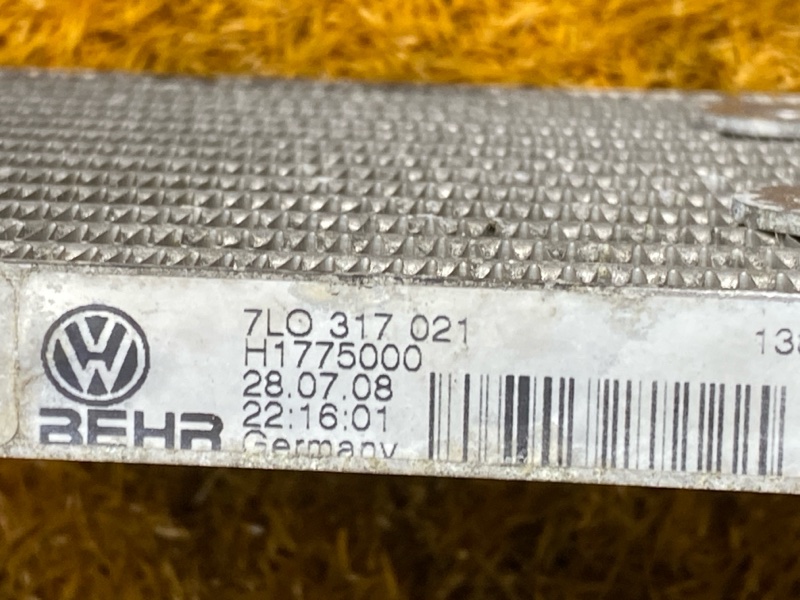 7L0 317 021
H1775000
28.07.08
22:16:01
Germany
BEHR